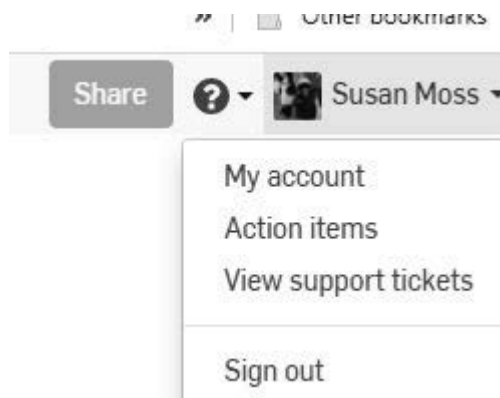 » Other bookmarks
Share ? Susan Moss
My account
Action items
View support tickets
Sign out